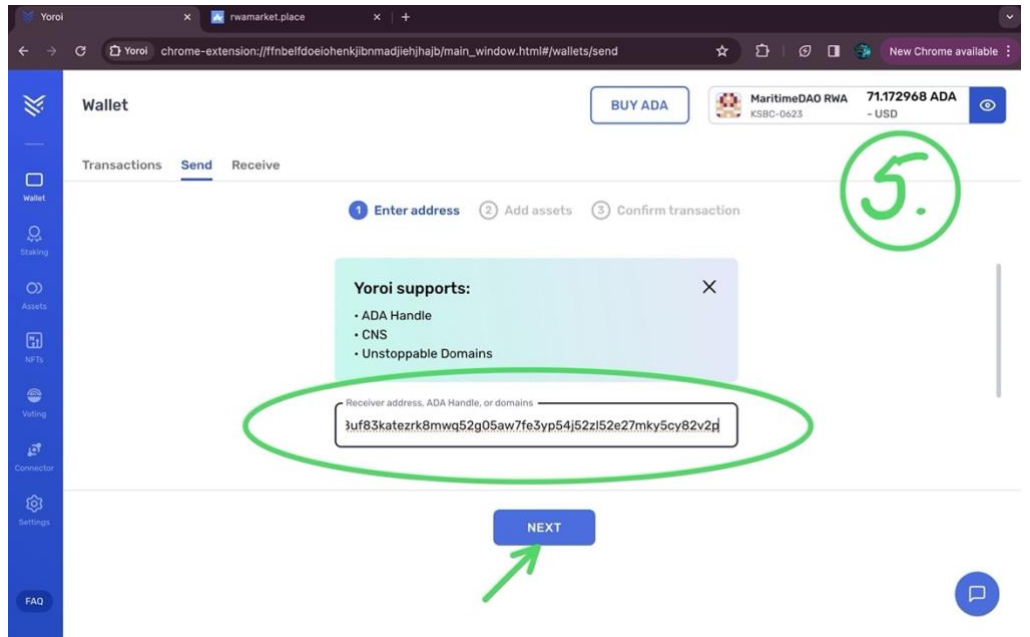 Yoroi
rwamarket.place
Yoroi chrome-extension://ffnbelfdoeiohenkjibnmadjiehjhajb/main_window.html#/wallets/send
New Chrome available
Wallet
BUY ADA
MaritimeDAO RWA 71.172968 ADA
KSBC-0623 - USD
Transactions Send Receive
5.
1 Enter address 2 Add assets 3 Confirm transaction
Wallet
Staking
Assets
NFTs
Voting
Connector
Settings
FAQ
Yoroi supports:
• ADA Handle
• CNS
• Unstoppable Domains
Receiver address, ADA Handle, or domains
3uf83katezrk8mwq52g05aw7fe3yp54j52zl52e27mky5cy82v2p
NEXT